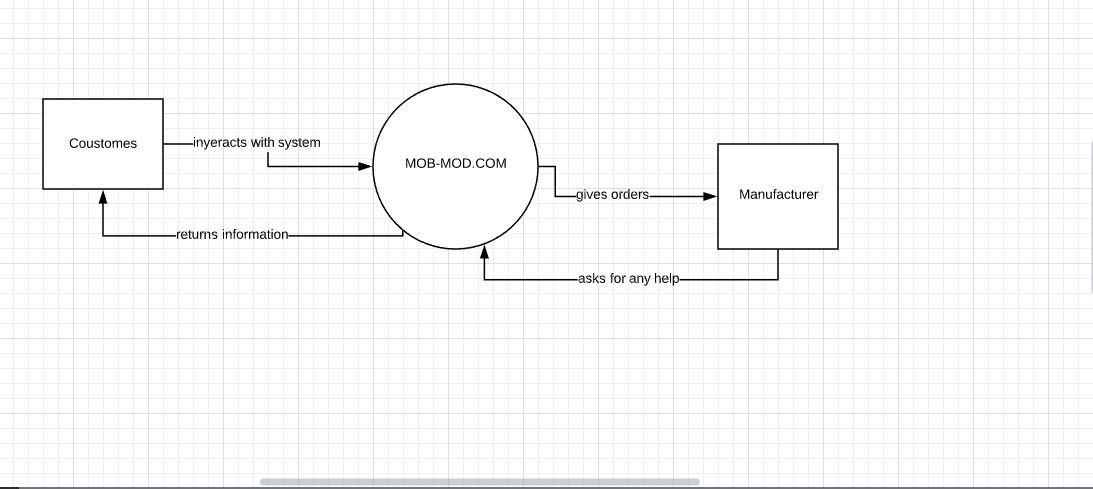 Coustomes
inyeracts with system
MOB-MOD.COM
gives orders
Manufacturer
returns information
asks for any help